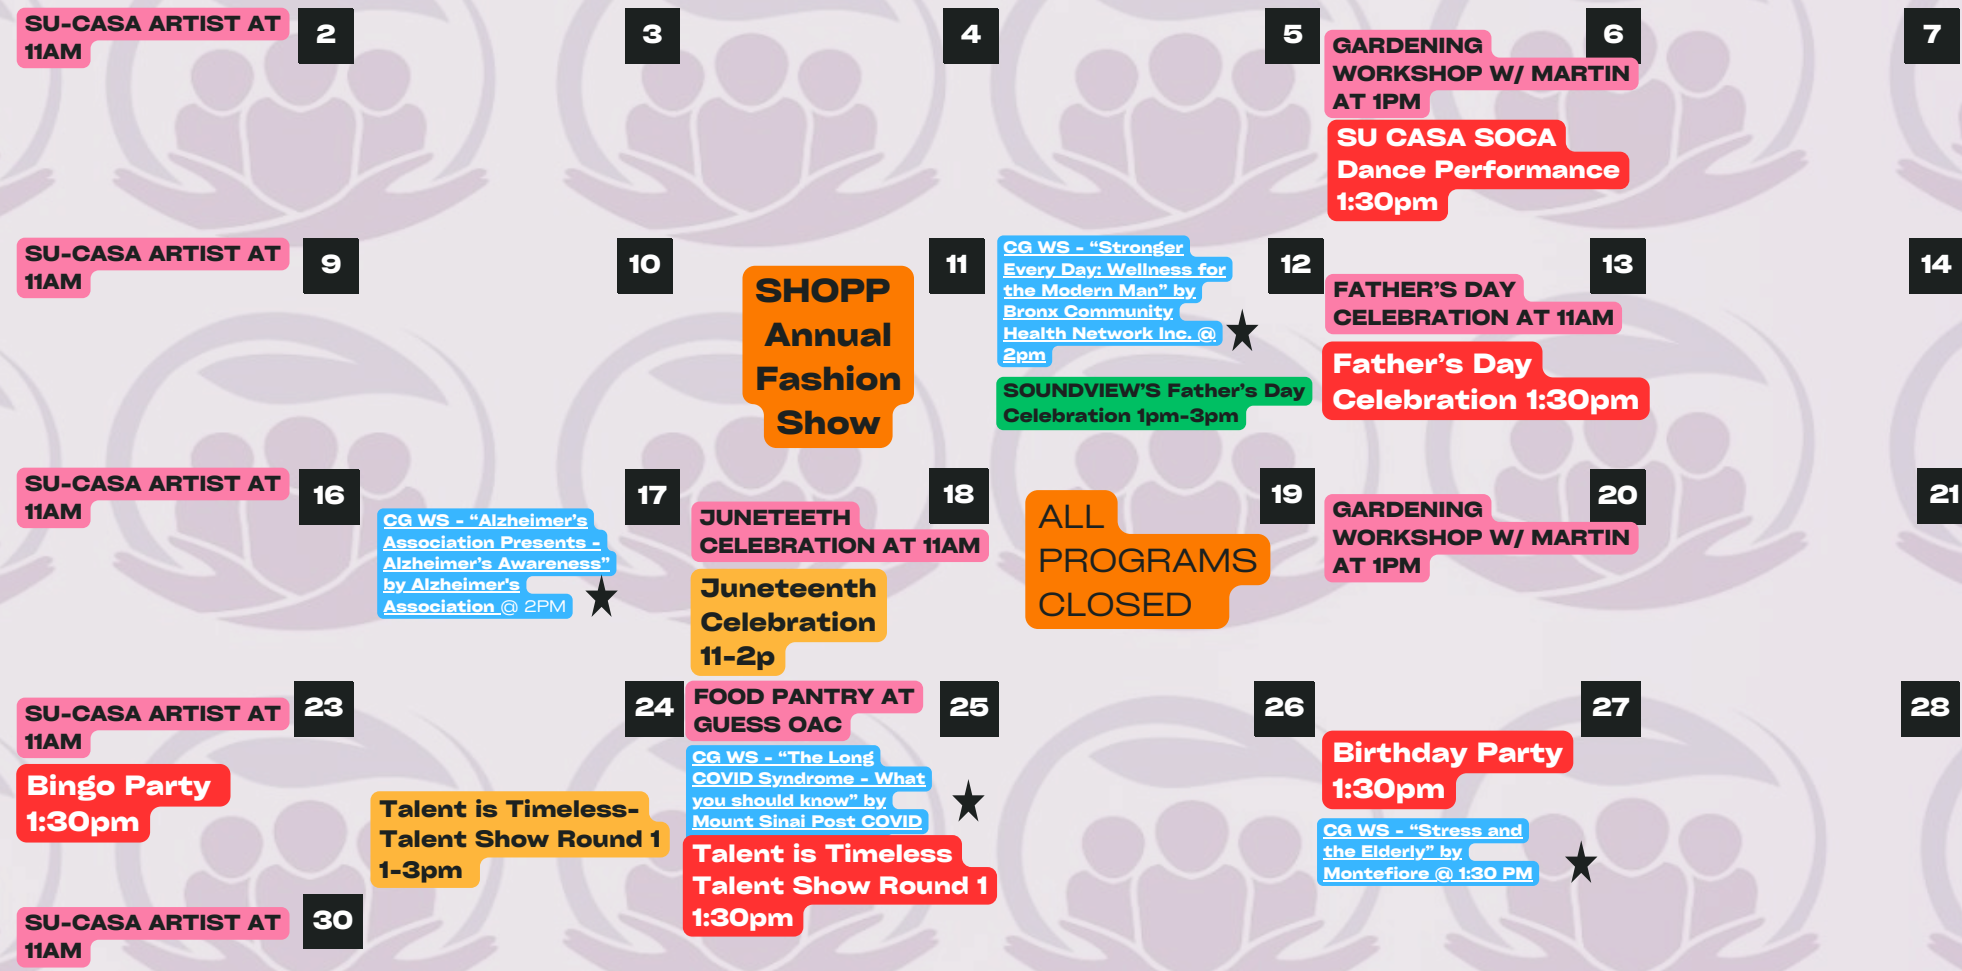 SU-CASA ARTIST AT
11AM
2
3
4
5
GARDENING
WORKSHOP W/ MARTIN
AT 1PM
6
SU CASA SOCA
Dance Performance
1:30pm
7
SU-CASA ARTIST AT
11AM
9
10
SHOPP
Annual
Fashion
Show
11
CG WS - “Stronger
Every Day: Wellness for
the Modern Man” by
Bronx Community
Health Network Inc. @
2pm
SOUNDVIEW’S Father’s Day
Celebration 1pm-3pm
12
FATHER’S DAY
CELEBRATION AT 11AM
Father’s Day
Celebration 1:30pm
13
14
SU-CASA ARTIST AT
11AM
16
CG WS - “Alzheimer’s
Association Presents -
Alzheimer’s Awareness”
by Alzheimer's
Association @ 2PM
17
JUNETEETH
CELEBRATION AT 11AM
Juneteenth
Celebration
11-2p
18
ALL
PROGRAMS
CLOSED
19
GARDENING
WORKSHOP W/ MARTIN
AT 1PM
20
21
SU-CASA ARTIST AT
11AM
Bingo Party
1:30pm
23
Talent is Timeless-
Talent Show Round 1
1-3pm
24
FOOD PANTRY AT
GUESS OAC
CG WS - “The Long
COVID Syndrome - What
you should know” by
Mount Sinai Post COVID
Talent is Timeless
Talent Show Round 1
1:30pm
25
26
Birthday Party
1:30pm
CG WS - “Stress and
the Elderly” by
Montefiore @ 1:30 PM
27
28
SU-CASA ARTIST AT
11AM
30